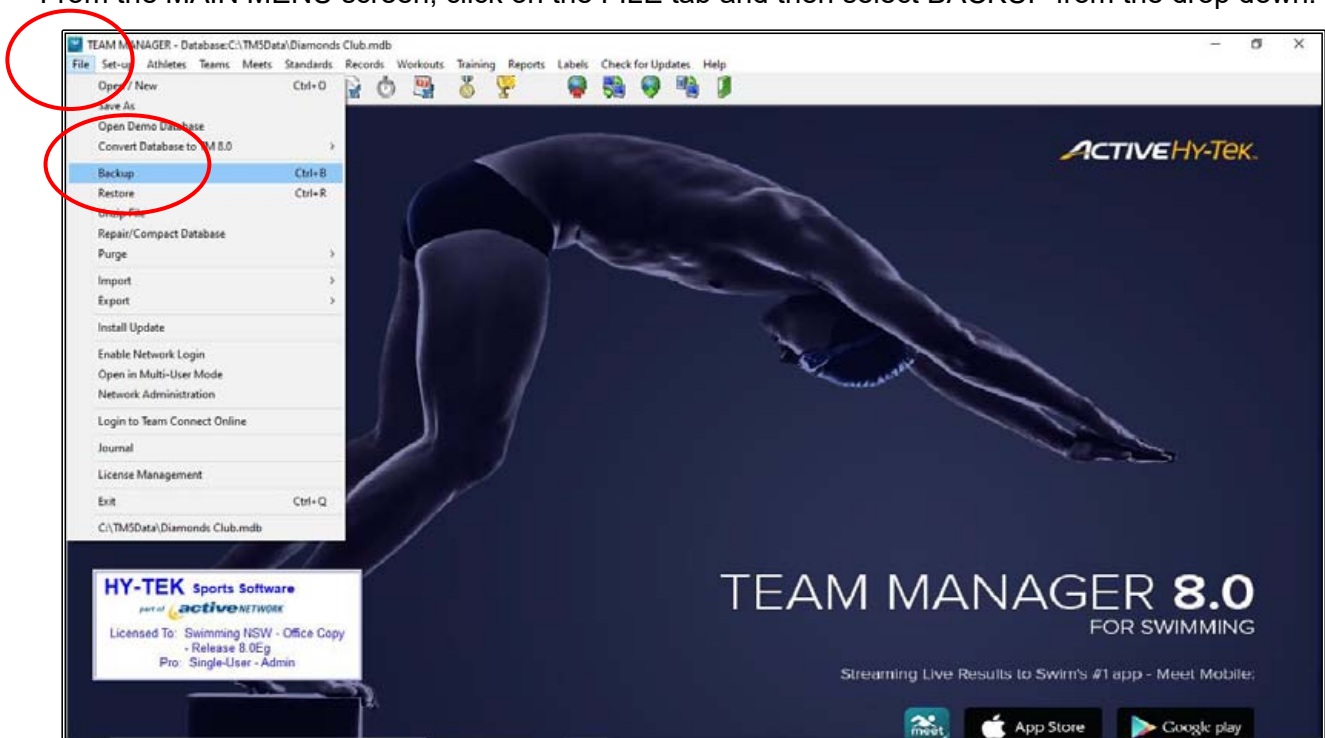 From the MAIN MENU screen, click on the FILE tab and then select BACKUP from the drop down.
TEAM MANAGER - Database:C:\TM5Data\Diamonds Club.mdb
File Set-up Athletes Teams Meets Standards Records Workouts Training Reports Labels Check for Updates Help
Open / New Ctrl+O
Save As
Open Demo Database
Convert Database to TM 8.0
Backup Ctrl+B
Restore Ctrl+R
Unzip File
Repair/Compact Database
Purge
Import
Export
Install Update
Enable Network Login
Open in Multi-User Mode
Network Administration
Login to Team Connect Online
Journal
License Management
Exit Ctrl+Q
C:\TM5Data\Diamonds Club.mdb
ACTIVE HY-TEK
HY-TEK Sports Software
part of active NETWORK
Licensed To: Swimming NSW - Office Copy
- Release 8.0Eg
Pro: Single-User - Admin
TEAM MANAGER 8.0
FOR SWIMMING
Streaming Live Results to Swim's #1 app - Meet Mobile:
meet
App Store
Google play